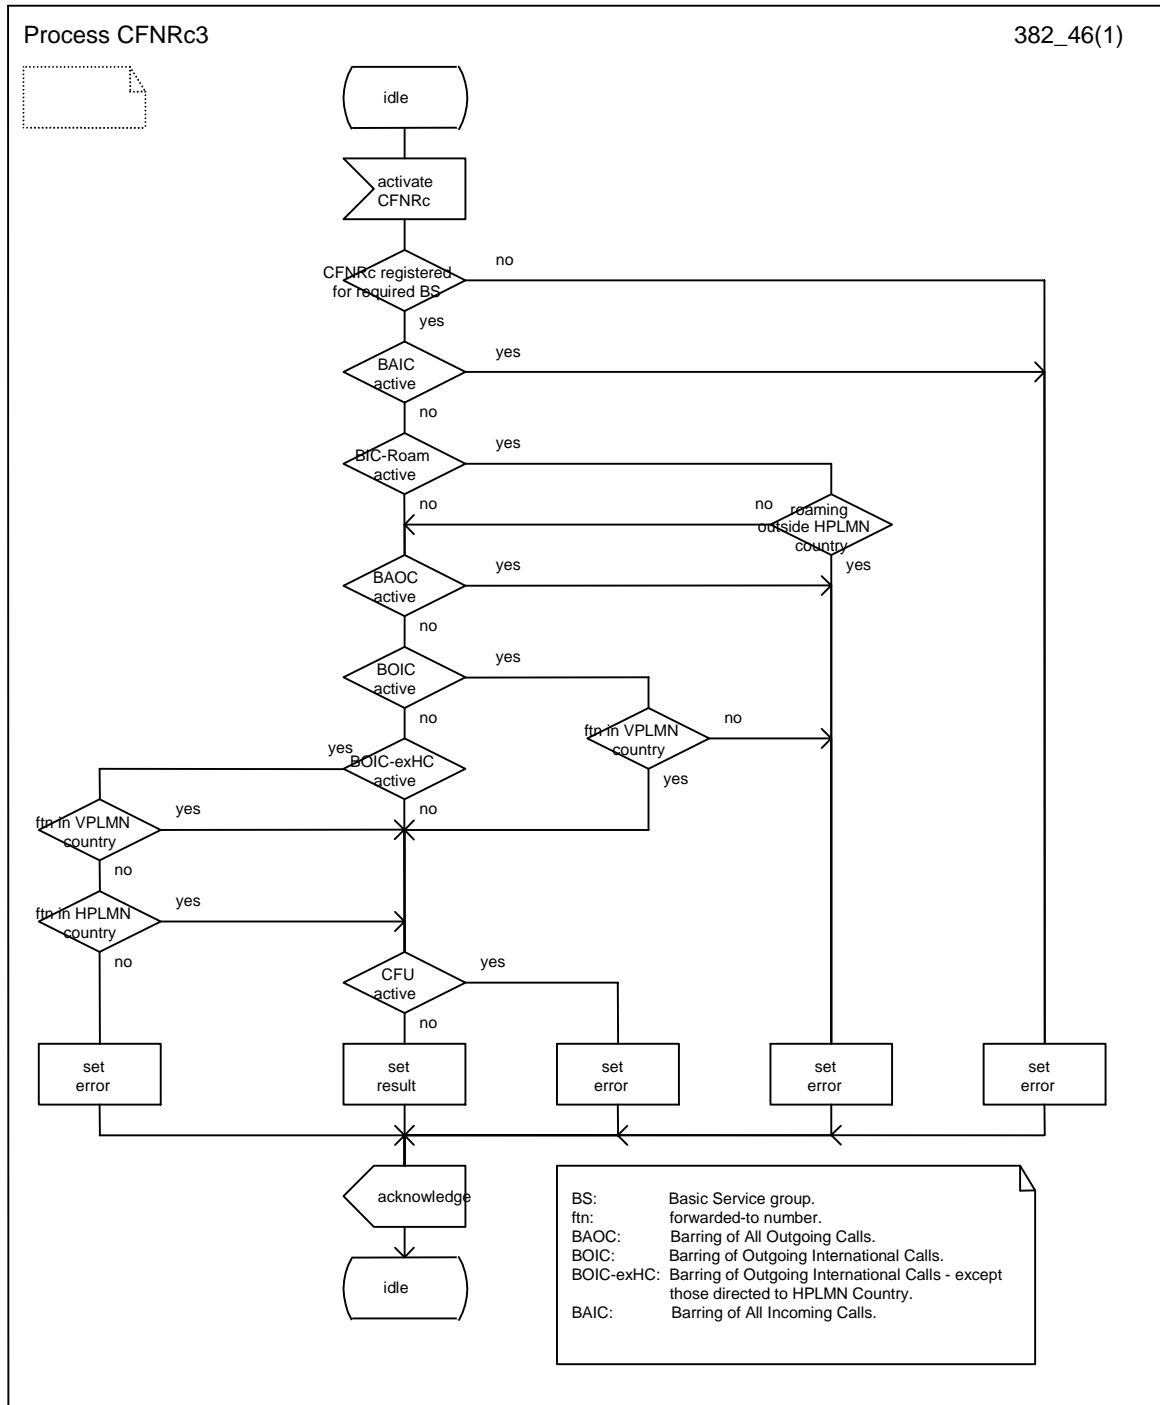 Process CFNRc3 382_46(1)
idle
activate
CFNRc
CFNRc registered
for required BS
no
yes
BAIC
active
yes
no
BIC-Roam
active
yes
no
no
roaming
outside HPLMN
country
yes
BAOC
active
yes
no
BOIC
active
yes
no
ftn in VPLMN
country
no
yes
yes
BOIC-exHC
active
no
ftn in VPLMN
country
yes
no
ftn in HPLMN
country
yes
no
CFU
active
yes
no
set
error
set
result
set
error
set
error
set
error
acknowledge
idle
BS: Basic Service group.
ftn: forwarded-to number.
BAOC: Barring of All Outgoing Calls.
BOIC: Barring of Outgoing International Calls.
BOIC-exHC: Barring of Outgoing International Calls - except
those directed to HPLMN Country.
BAIC: Barring of All Incoming Calls.